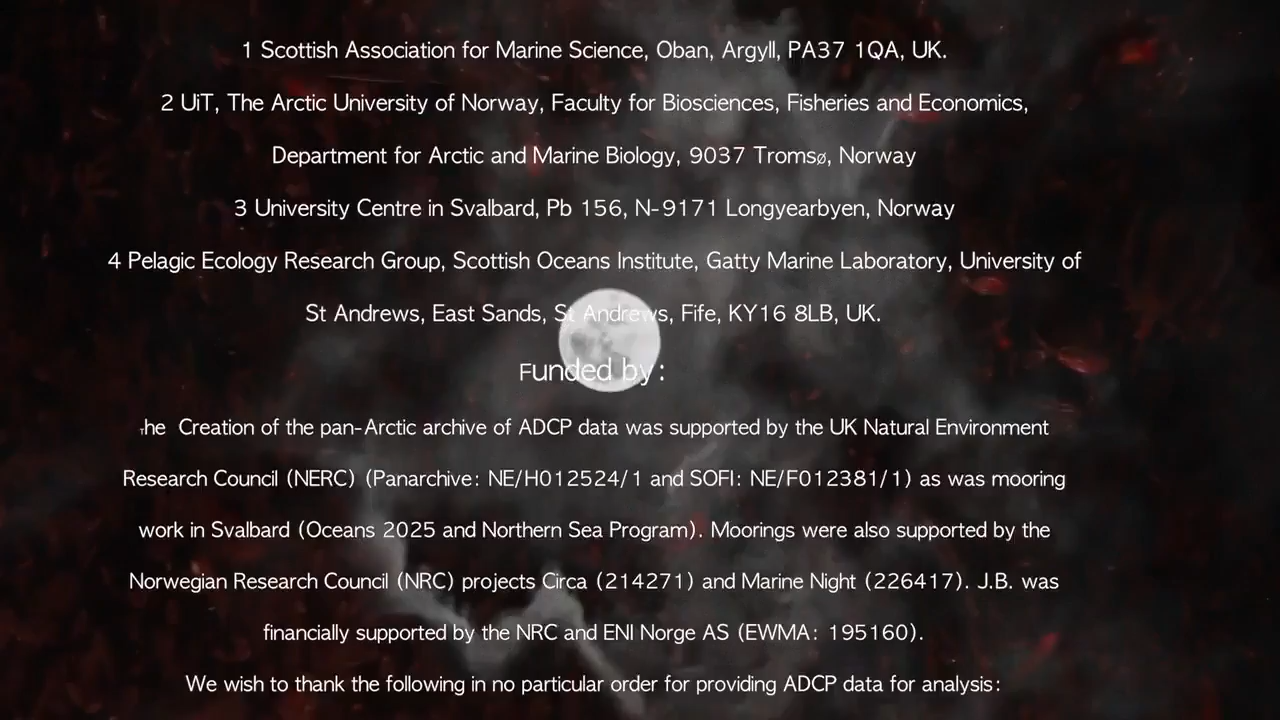 1 Scottish Association for Marine Science, Oban, Argyll, PA37 1QA, UK.
2 UiT, The Arctic University of Norway, Faculty for Biosciences, Fisheries and Economics,
Department for Arctic and Marine Biology, 9037 Tromsø, Norway
3 University Centre in Svalbard, Pb 156, N-9171 Longyearbyen, Norway
4 Pelagic Ecology Research Group, Scottish Oceans Institute, Gatty Marine Laboratory, University of
St Andrews, East Sands, St Andrews, Fife, KY16 8LB, UK.
Funded by:
The Creation of the pan-Arctic archive of ADCP data was supported by the UK Natural Environment
Research Council (NERC) (Panarchive: NE/H012524/1 and SOFI: NE/F012381/1) as was mooring
work in Svalbard (Oceans 2025 and Northern Sea Program). Moorings were also supported by the
Norwegian Research Council (NRC) projects Circa (214271) and Marine Night (226417). J.B. was
financially supported by the NRC and ENI Norge AS (EWMA: 195160).
We wish to thank the following in no particular order for providing ADCP data for analysis: